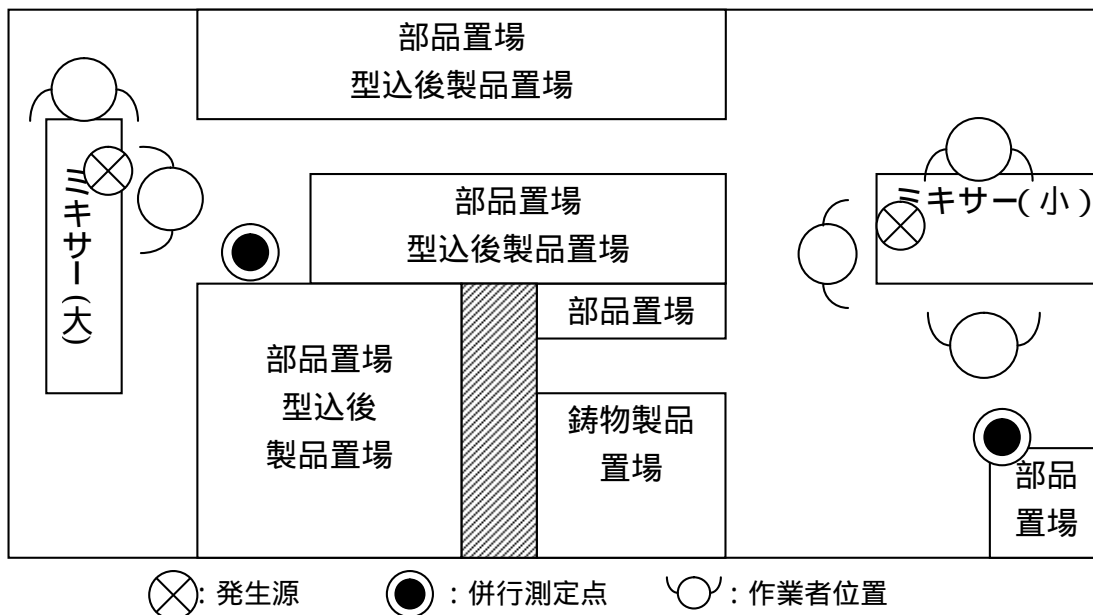 部品置場
型込後製品置場
ミキサー(大)
部品置場
型込後製品置場
ミキサー(小)
部品置場
部品置場
型込後
製品置場
鋳物製品
置場
部品
置場
:発生源
:併行測定点
:作業者位置